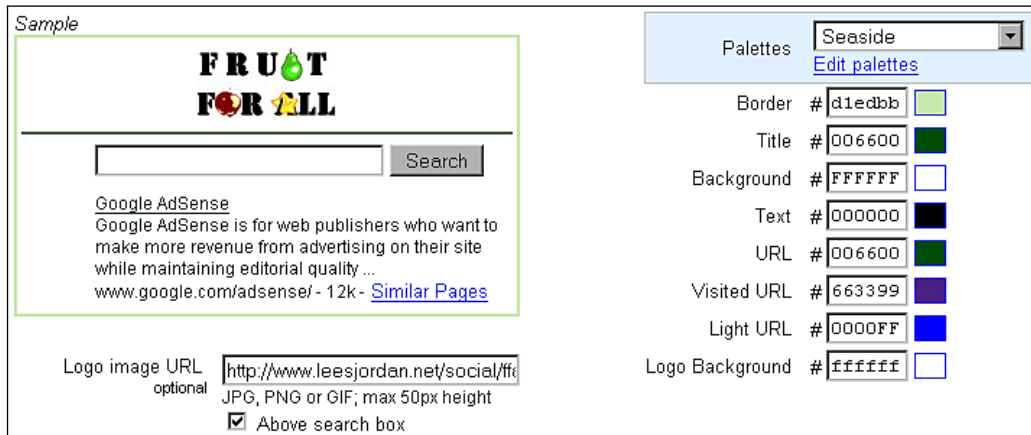 Sample
FRUIT
FOR ALL
Search
Google AdSense
Google AdSense is for web publishers who want to
make more revenue from advertising on their site
while maintaining editorial quality ...
www.google.com/adsense/ - 12k - Similar Pages
Logo image URL
optional
http://www.leesjordan.net/social/ffa
JPG, PNG or GIF; max 50px height
Above search box
Palettes
Seaside
Edit palettes
Border # d1edbb
Title # 006600
Background # FFFFFF
Text # 000000
URL # 006600
Visited URL # 663399
Light URL # 0000FF
Logo Background # ffffff